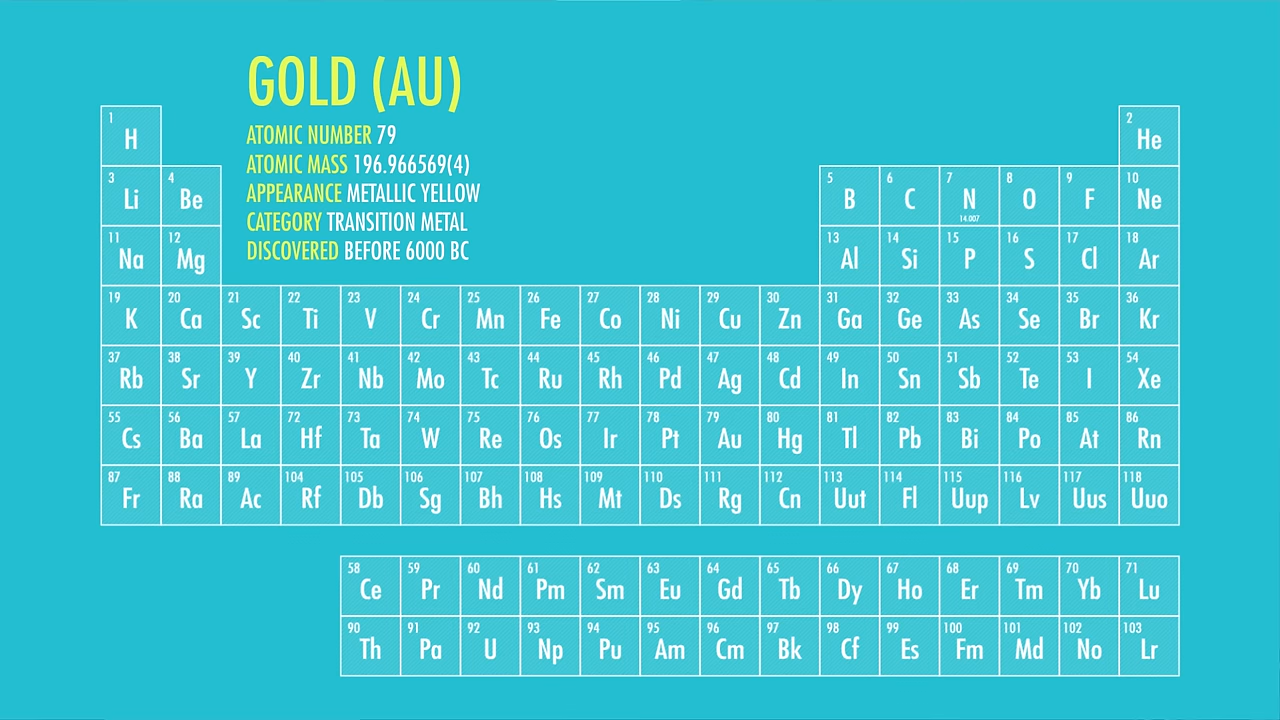 GOLD (AU)
ATOMIC NUMBER 79
ATOMIC MASS 196.966569(4)
APPEARANCE METALLIC YELLOW
CATEGORY TRANSITION METAL
DISCOVERED BEFORE 6000 BC
1 H 2 He
3 Li 4 Be 5 B 6 C 7 N 14.007 8 O 9 F 10 Ne
11 Na 12 Mg 13 Al 14 Si 15 P 16 S 17 Cl 18 Ar
19 K 20 Ca 21 Sc 22 Ti 23 V 24 Cr 25 Mn 26 Fe 27 Co 28 Ni 29 Cu 30 Zn 31 Ga 32 Ge 33 As 34 Se 35 Br 36 Kr
37 Rb 38 Sr 39 Y 40 Zr 41 Nb 42 Mo 43 Tc 44 Ru 45 Rh 46 Pd 47 Ag 48 Cd 49 In 50 Sn 51 Sb 52 Te 53 I 54 Xe
55 Cs 56 Ba 57 La 72 Hf 73 Ta 74 W 75 Re 76 Os 77 Ir 78 Pt 79 Au 80 Hg 81 Tl 82 Pb 83 Bi 84 Po 85 At 86 Rn
87 Fr 88 Ra 89 Ac 104 Rf 105 Db 106 Sg 107 Bh 108 Hs 109 Mt 110 Ds 111 Rg 112 Cn 113 Uut 114 Fl 115 Uup 116 Lv 117 Uus 118 Uuo
58 Ce 59 Pr 60 Nd 61 Pm 62 Sm 63 Eu 64 Gd 65 Tb 66 Dy 67 Ho 68 Er 69 Tm 70 Yb 71 Lu
90 Th 91 Pa 92 U 93 Np 94 Pu 95 Am 96 Cm 97 Bk 98 Cf 99 Es 100 Fm 101 Md 102 No 103 Lr